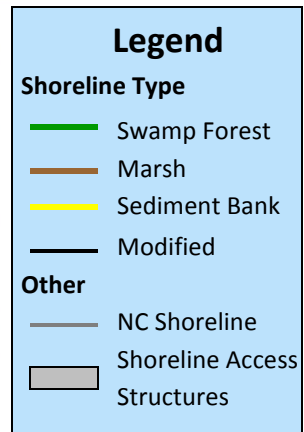 Legend
Shoreline Type
Swamp Forest
Marsh
Sediment Bank
Modified
Other
NC Shoreline
Shoreline Access
Structures